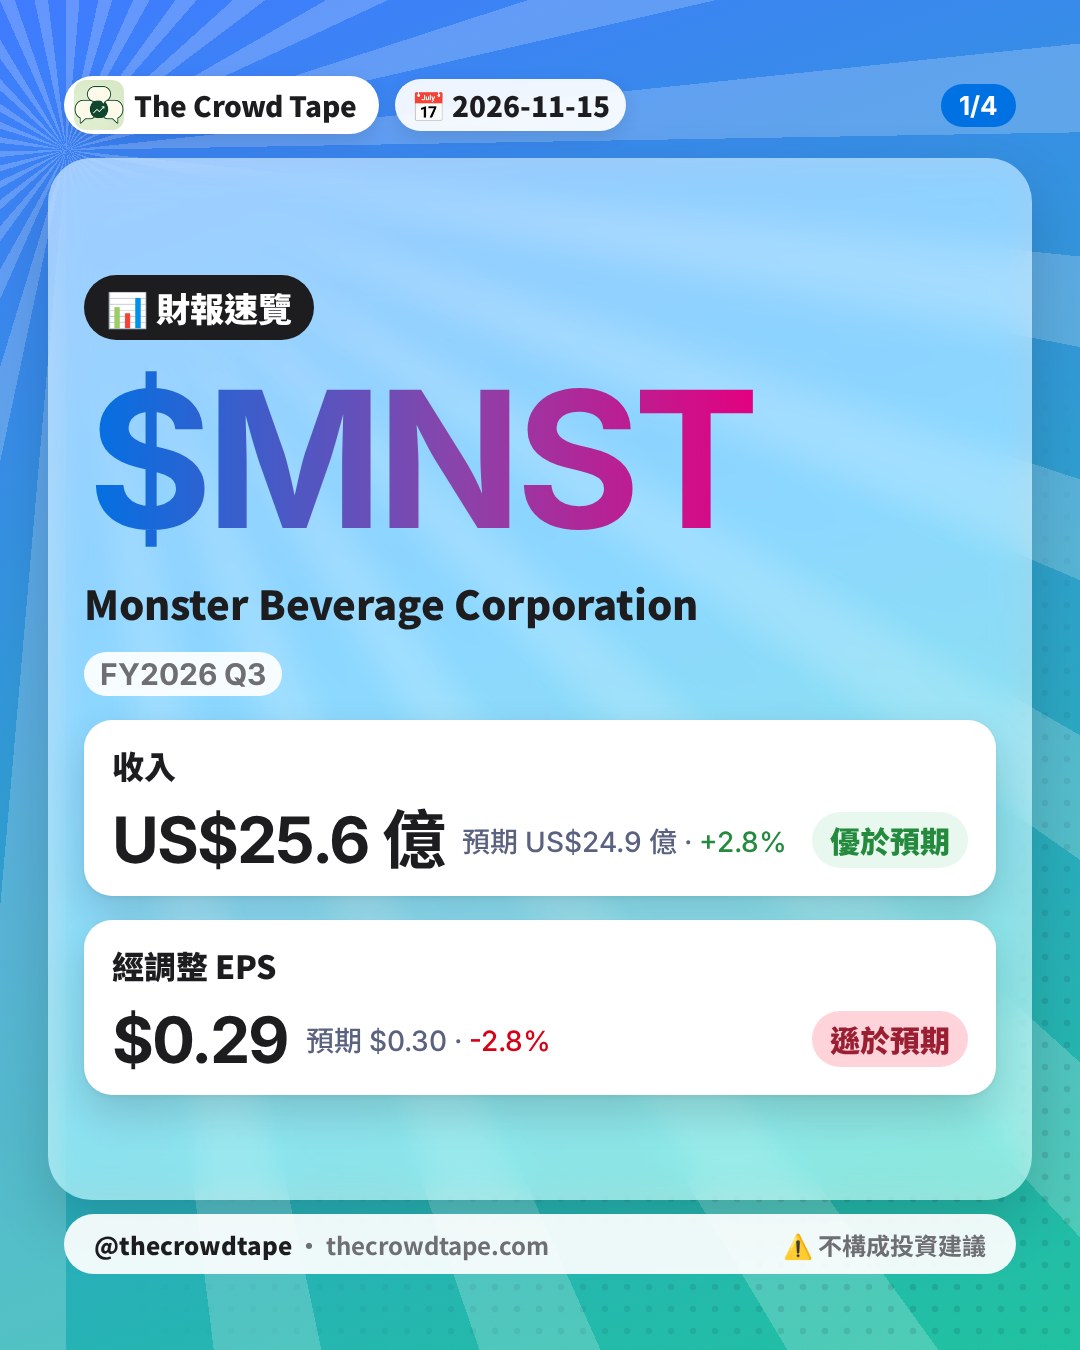 The Crowd Tape
📅 2026-11-15
1/4
📊 財報速覽
$MNST
Monster Beverage Corporation
FY2026 Q3
收入
US$25.6 億 預期 US$24.9 億 · +2.8% 優於預期
經調整 EPS
$0.29 預期 $0.30 · -2.8% 遜於預期
@thecrowdtape • thecrowdtape.com
⚠️ 不構成投資建議